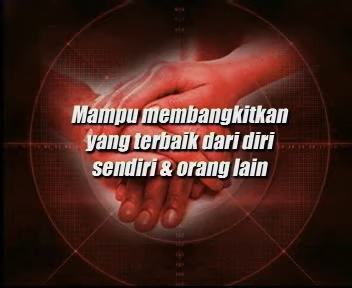 Mampu membangkitkan
yang terbaik dari diri
sendiri & orang lain